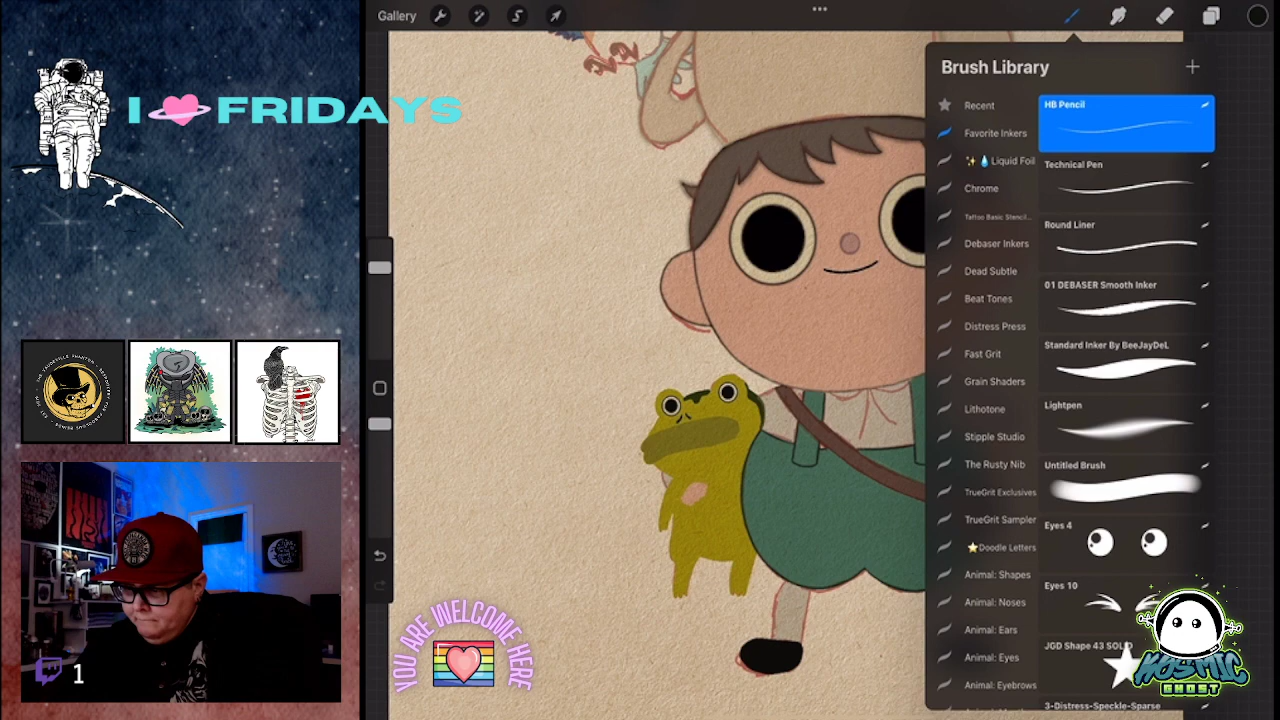 Gallery
I FRIDAYS
Brush Library
Recent
Favorite Inkers
Liquid Foil
Chrome
Tattoo Basic Stencil...
Debaser Inkers
Dead Subtle
Beat Tones
Distress Press
Fast Grit
Grain Shaders
Lithotone
Stipple Studio
The Rusty Nib
TrueGrit Exclusives
TrueGrit Sampler
Doodle Letters
Animal: Shapes
Animal: Noses
Animal: Ears
Animal: Eyes
Animal: Eyebrows
HB Pencil
Technical Pen
Round Liner
01 DEBASER Smooth Inker
Standard Inker By BeeJayDeL
Lightpen
Untitled Brush
Eyes 4
Eyes 10
JGD Shape 43 SOLID
3-Distress-Speckle-Sparse
YOU ARE WELCOME HERE
1
KOSMIC
GHOST